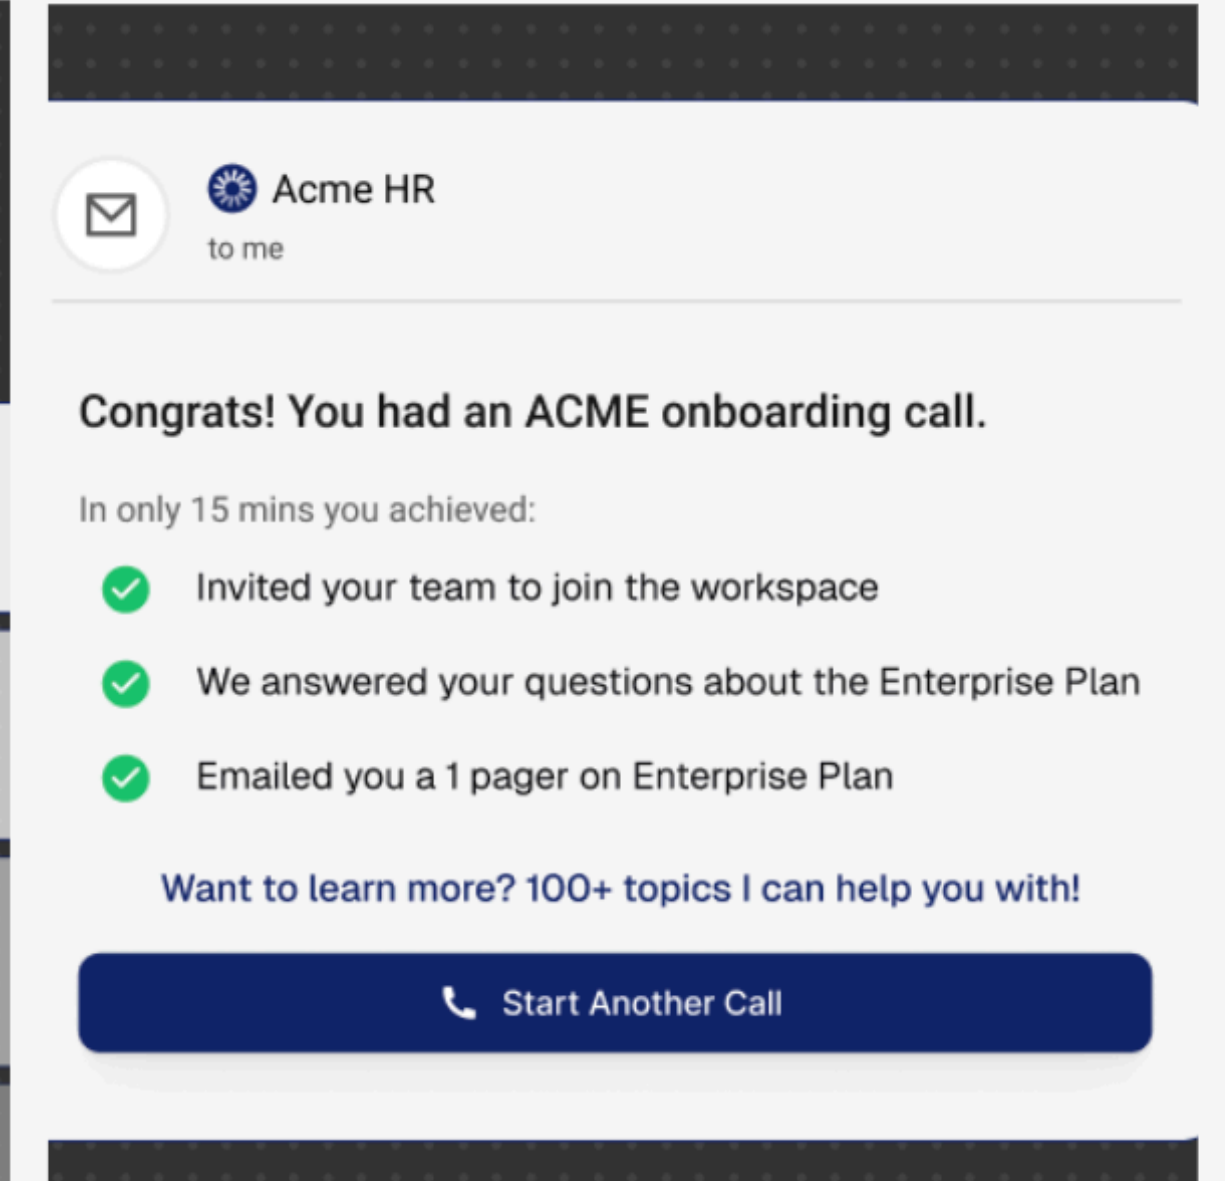 Acme HR
to me
Congrats! You had an ACME onboarding call.
In only 15 mins you achieved:
Invited your team to join the workspace
We answered your questions about the Enterprise Plan
Emailed you a 1 pager on Enterprise Plan
Want to learn more? 100+ topics I can help you with!
Start Another Call